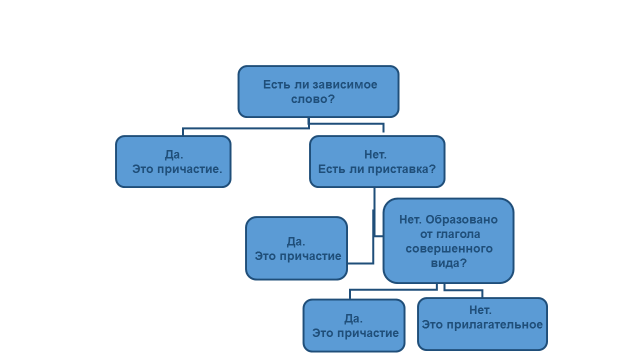 Есть ли зависимое
слово?
Да.
Это причастие.
Нет.
Есть ли приставка?
Да.
Это причастие
Нет. Образовано
от глагола
совершенного
вида?
Да.
Это причастие
Нет.
Это прилагательное